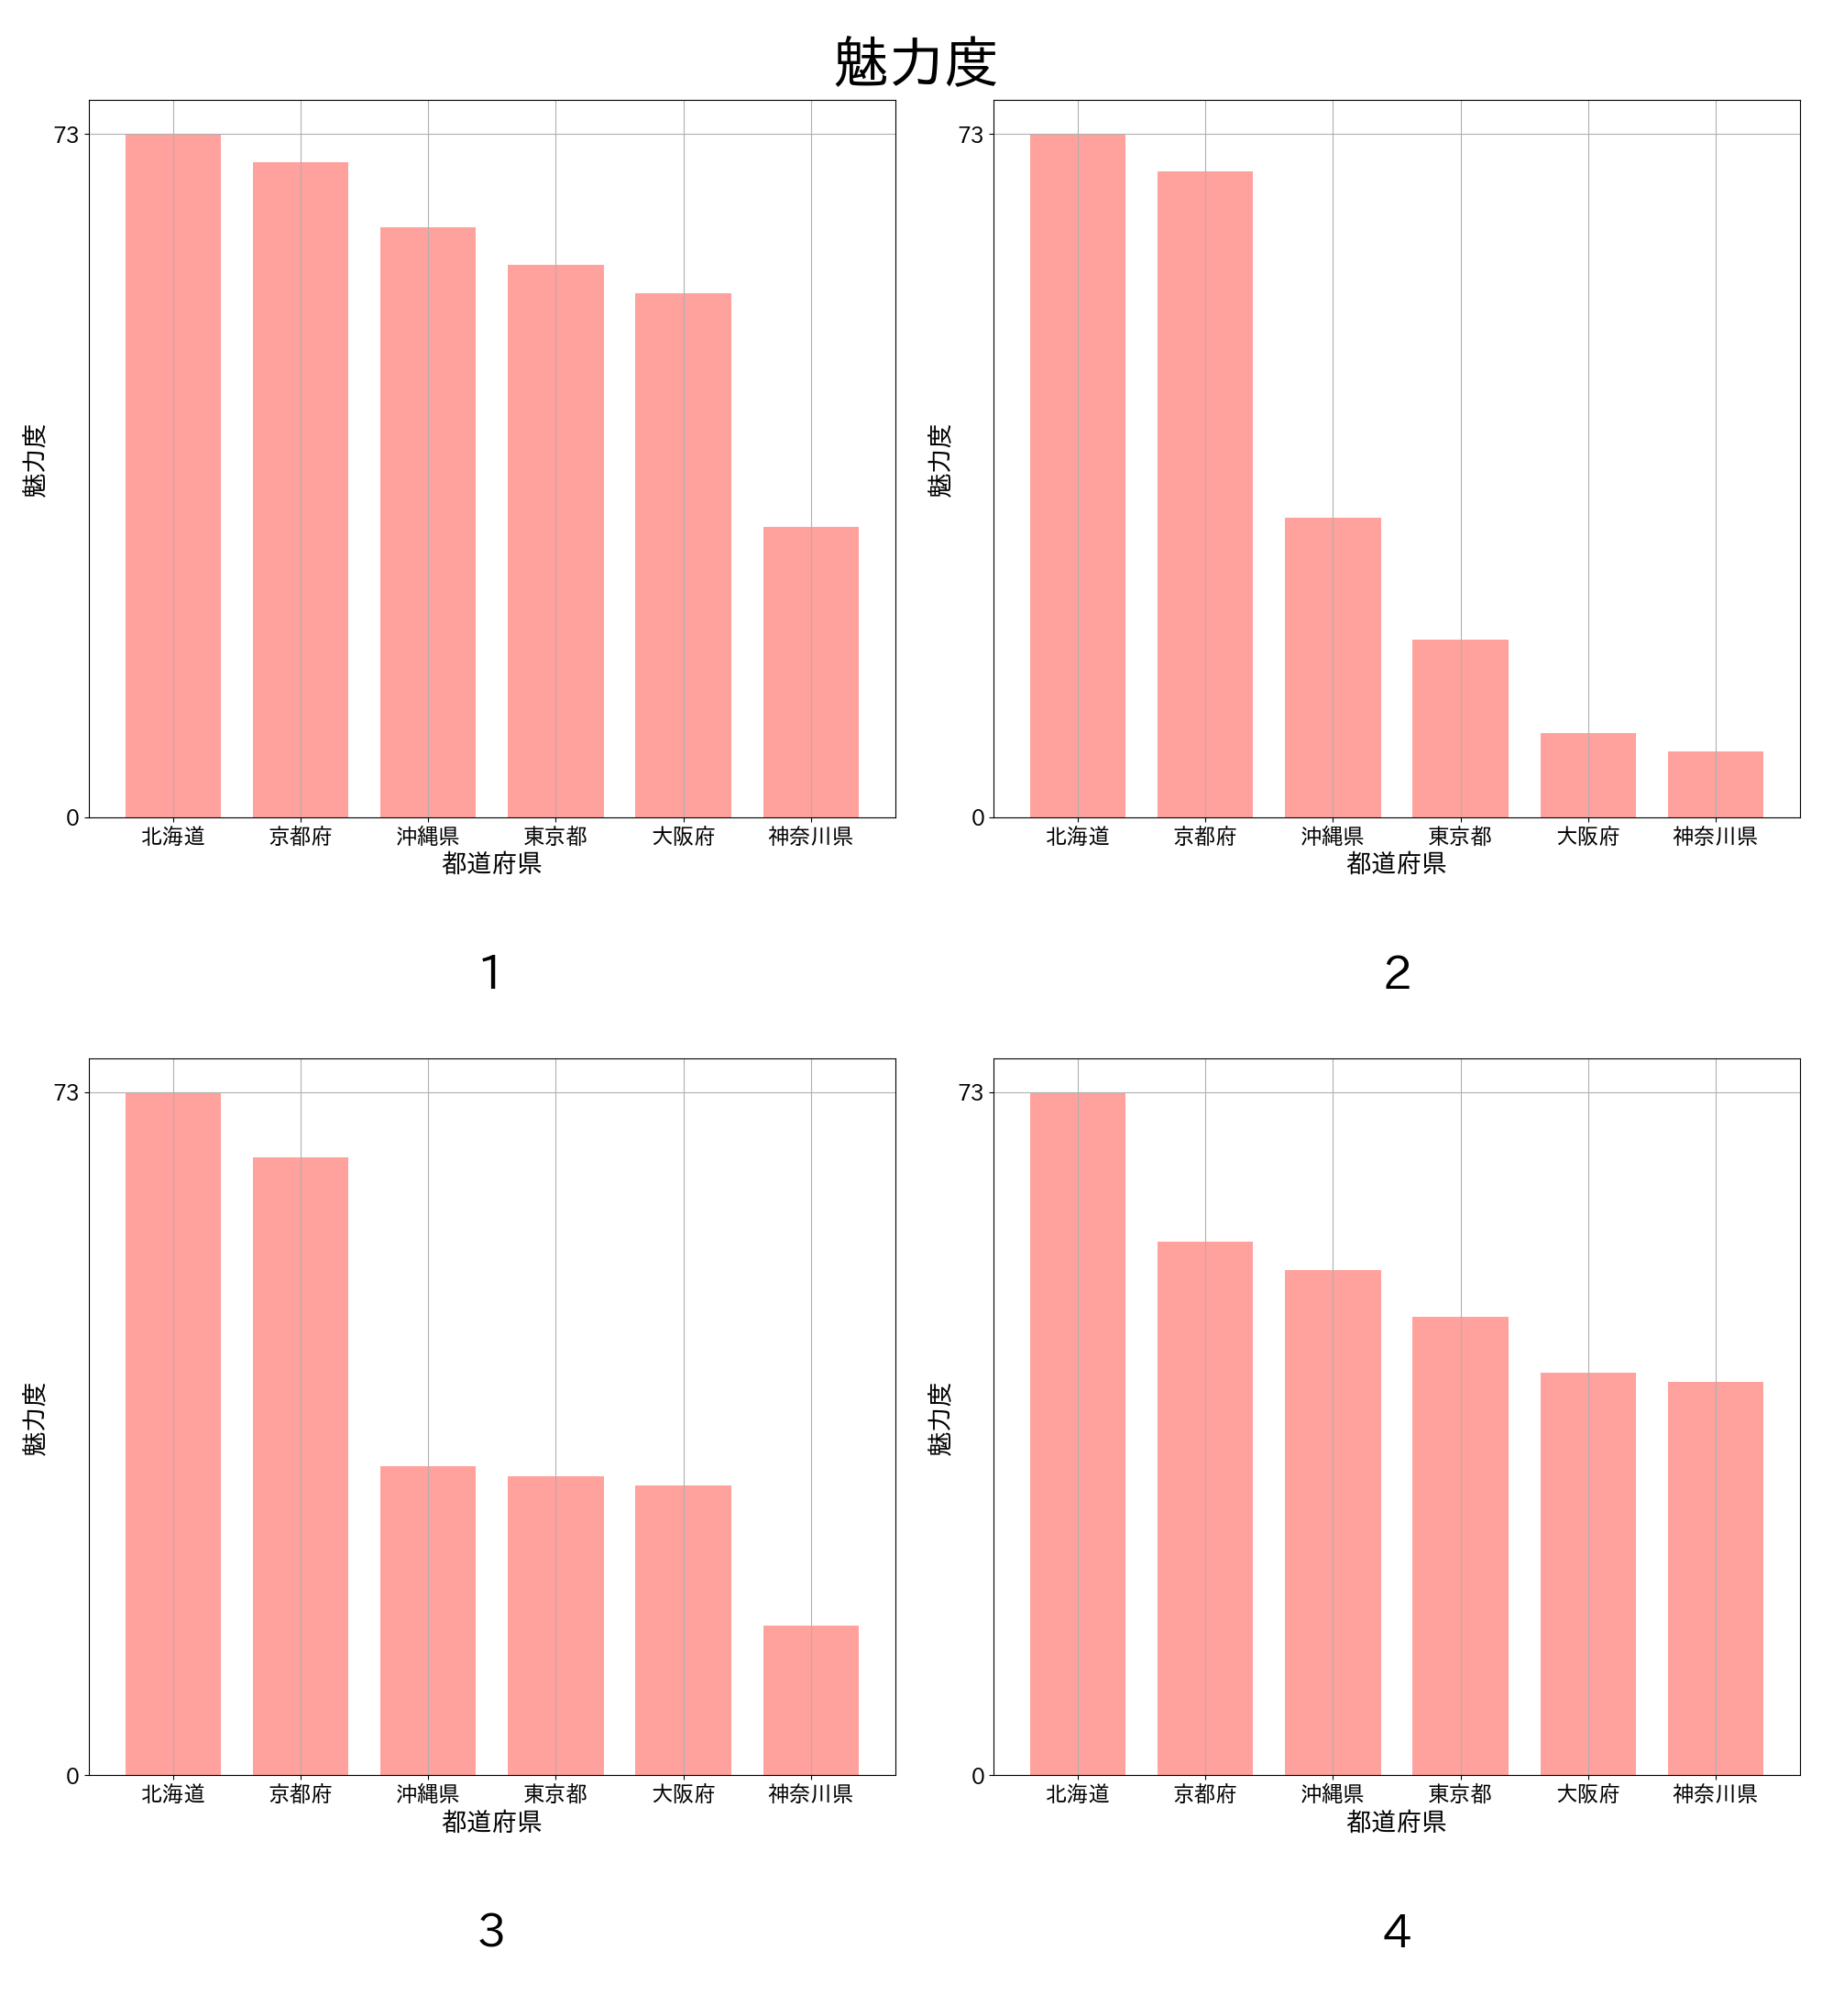 魅力度
73
0
魅力度
北海道 京都府 沖縄県 東京都 大阪府 神奈川県
都道府県
1
73
0
魅力度
北海道 京都府 沖縄県 東京都 大阪府 神奈川県
都道府県
2
73
0
魅力度
北海道 京都府 沖縄県 東京都 大阪府 神奈川県
都道府県
3
73
0
魅力度
北海道 京都府 沖縄県 東京都 大阪府 神奈川県
都道府県
4